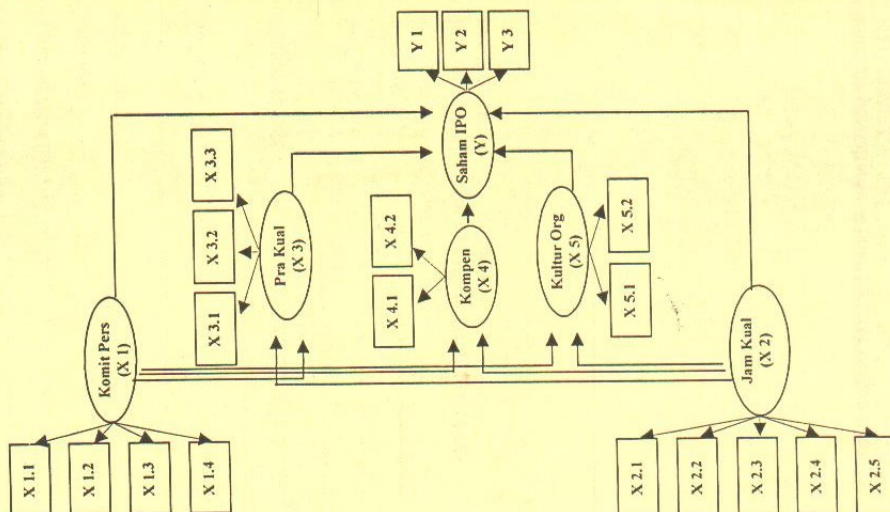 X 1.1
X 1.2
X 1.3
X 1.4
Komit Pers
(X 1)
X 3.1
X 3.2
X 3.3
Pra Kual
(X 3)
X 4.1
X 4.2
Kompen
(X 4)
Saham IPO
(Y)
Y 1
Y 2
Y 3
Kultur Org
(X 5)
X 5.1
X 5.2
Jam Kual
(X 2)
X 2.1
X 2.2
X 2.3
X 2.4
X 2.5